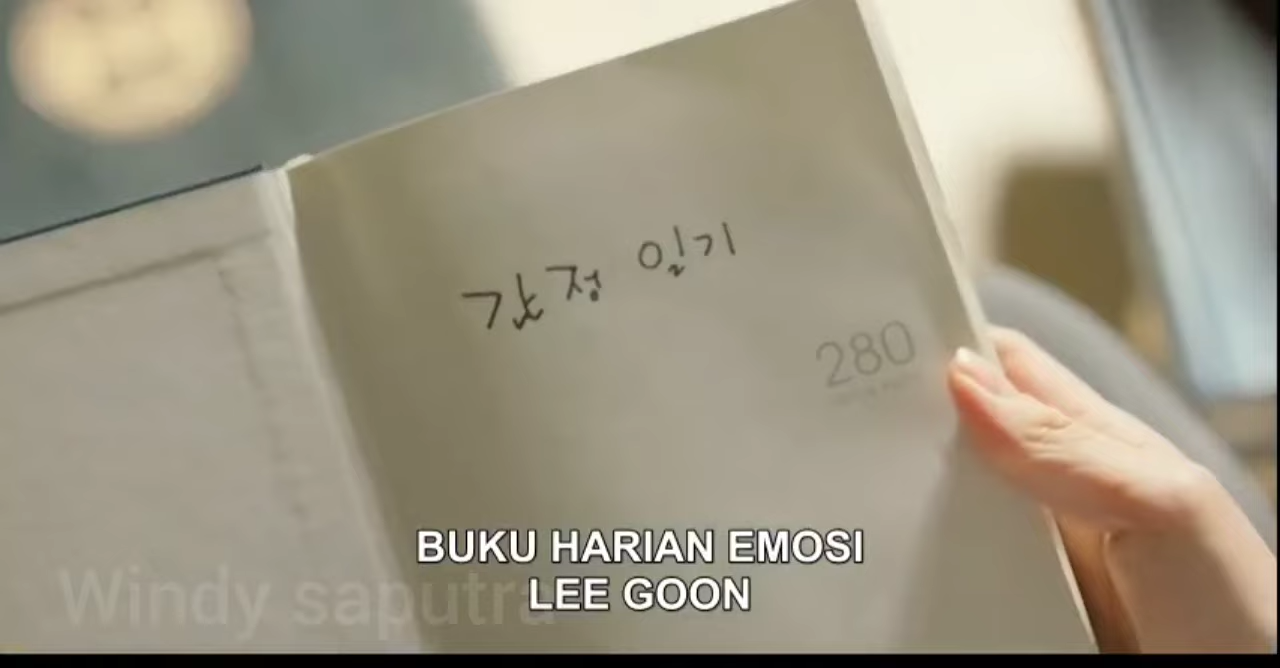 감정 일기
280
BUKU HARIAN EMOSI
LEE GOON
Windy saputra